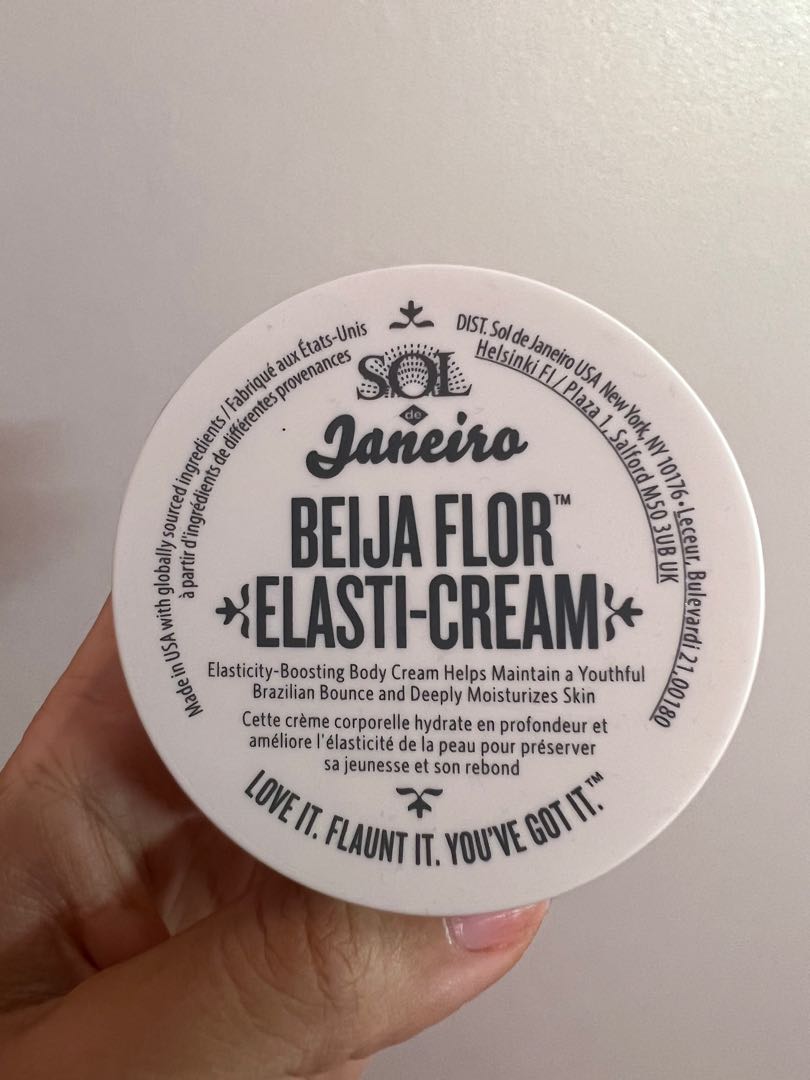 SOL
de
Janeiro
BEIJA FLOR™
ELASTI-CREAM
Elasticity-Boosting Body Cream Helps Maintain a Youthful
Brazilian Bounce and Deeply Moisturizes Skin
Cette crème corporelle hydrate en profondeur et
améliore l'élasticité de la peau pour préserver
sa jeunesse et son rebond
LOVE IT. FLAUNT IT. YOU'VE GOT IT.™
Made in USA with globally sourced ingredients / Fabriqué aux États-Unis
à partir d'ingrédients de différentes provenances
DIST. Sol de Janeiro USA New York, NY 10176 • Leceur, Bulevardi 21, 00180
Helsinki FI / Plaza 1, Salford M50 3UB UK